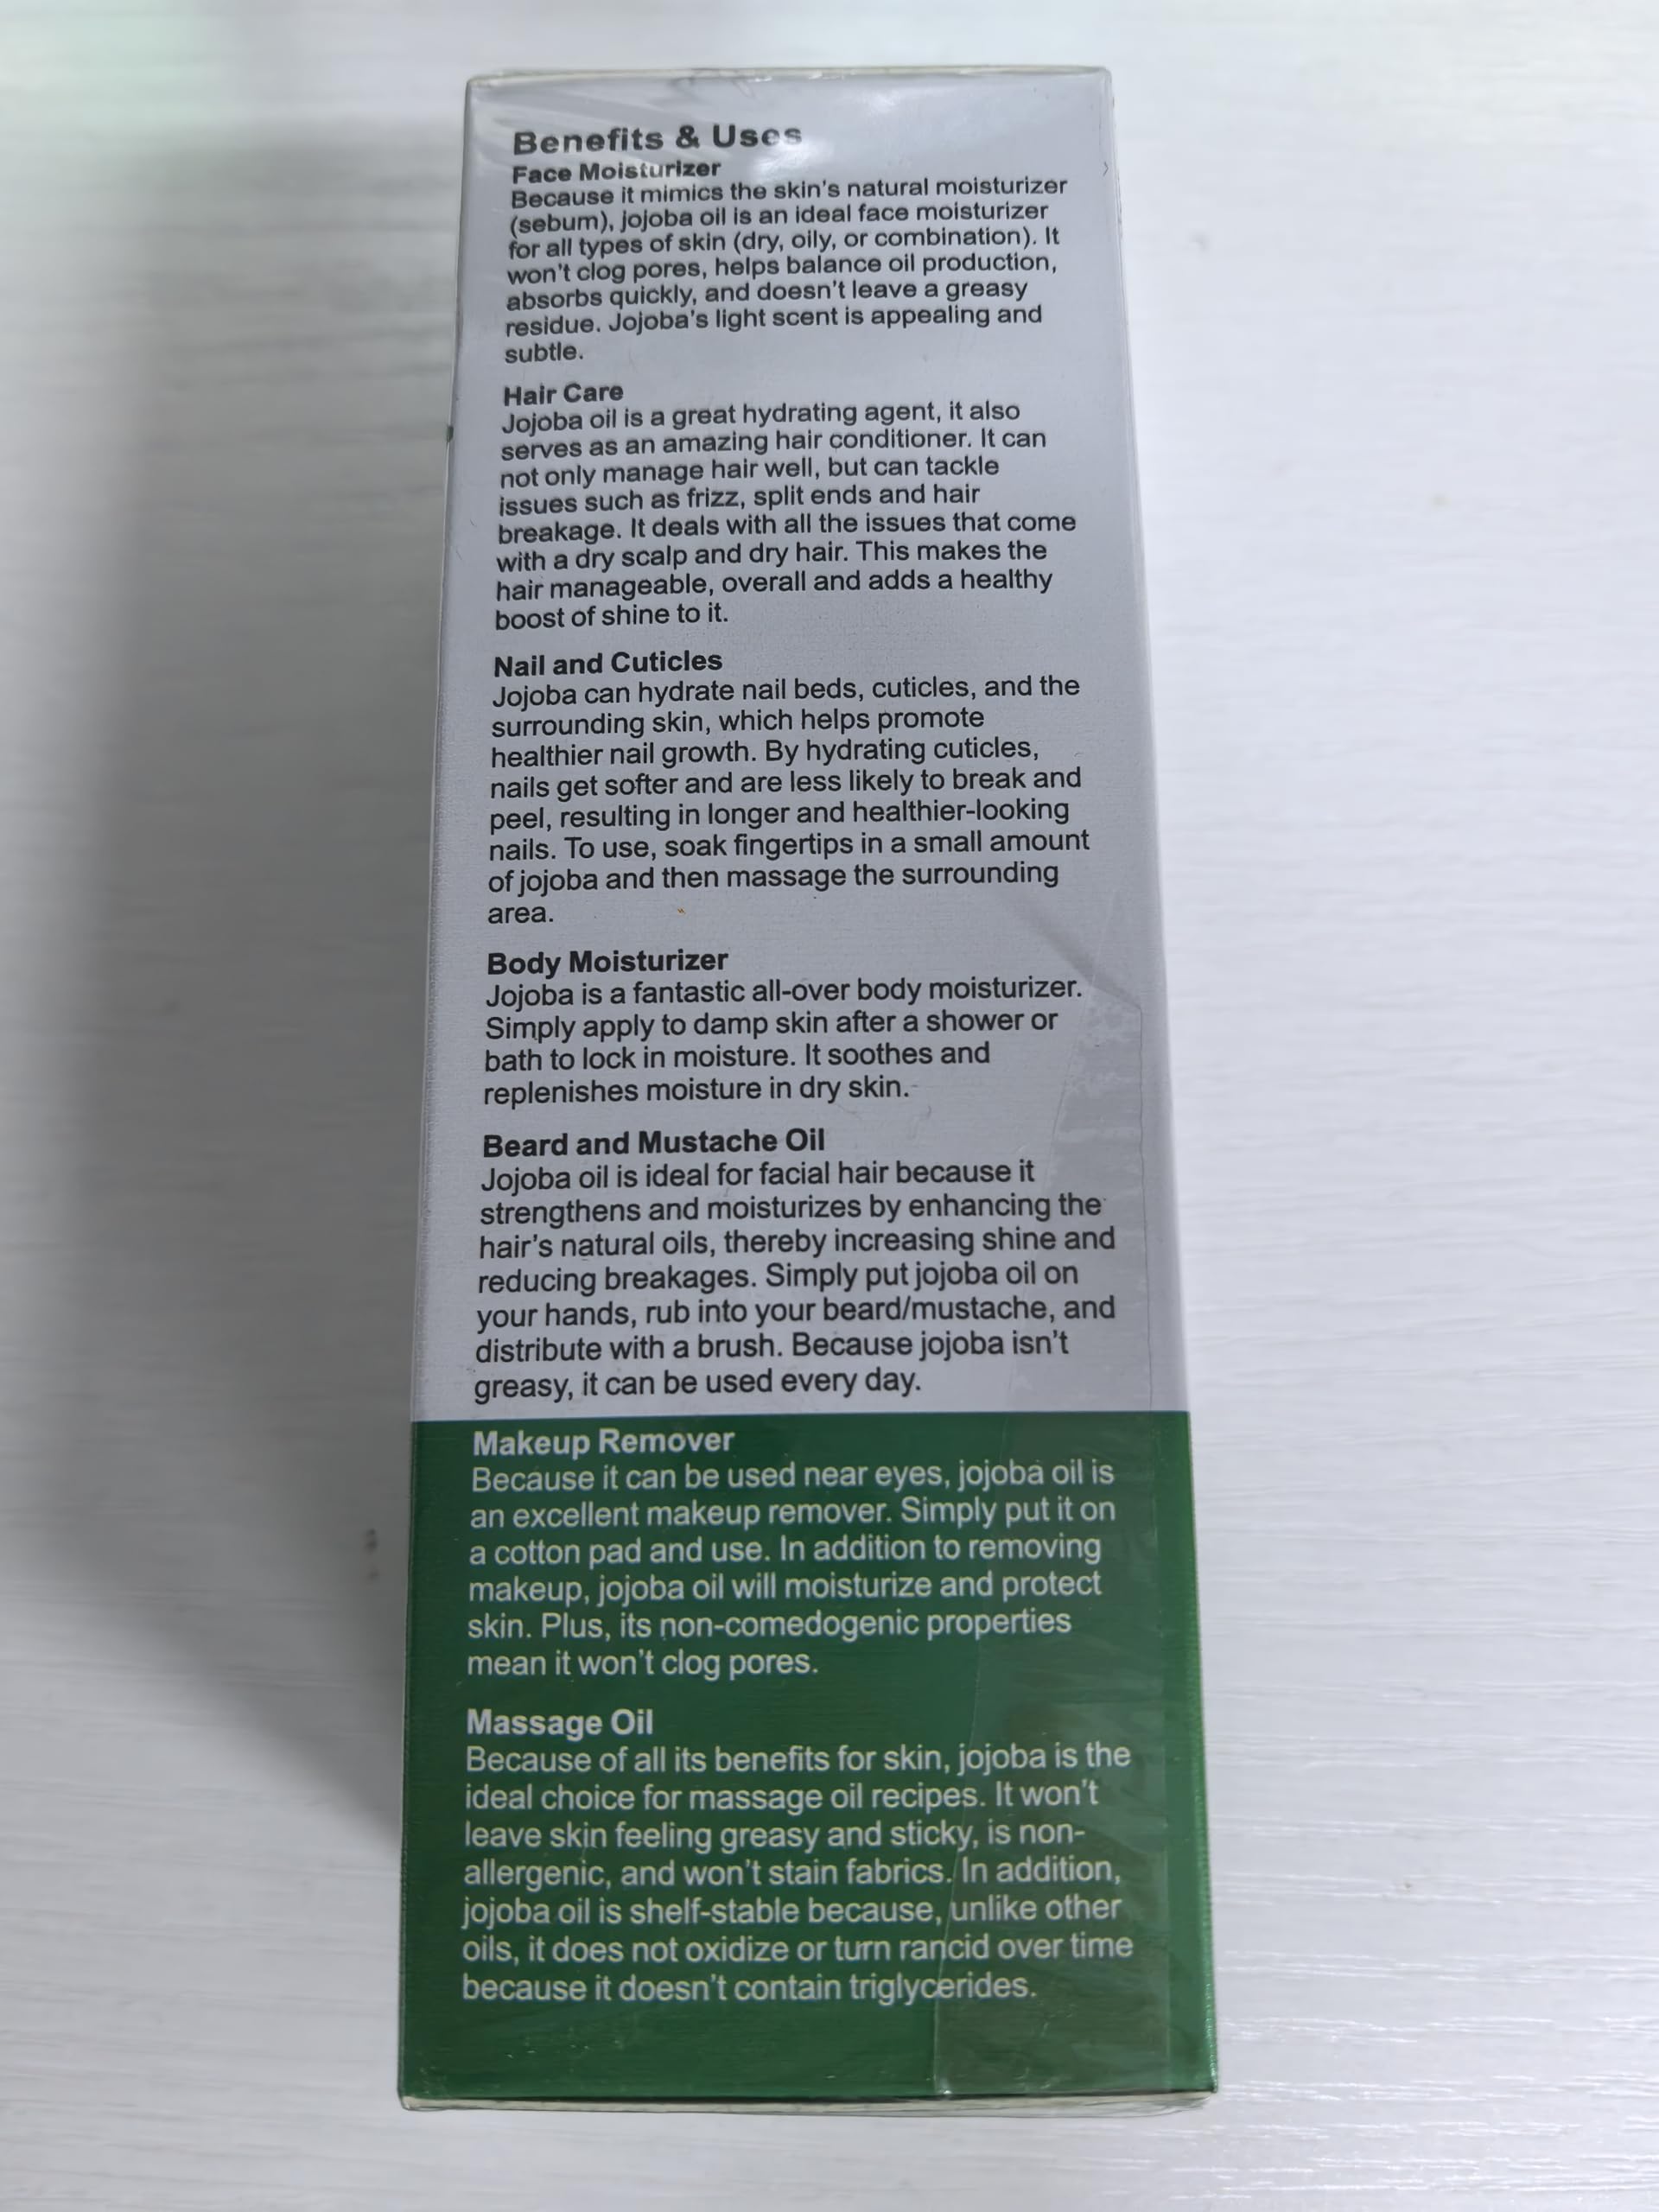 Benefits & Uses
Face Moisturizer
Because it mimics the skin's natural moisturizer
(sebum), jojoba oil is an ideal face moisturizer
for all types of skin (dry, oily, or combination). It
won't clog pores, helps balance oil production,
absorbs quickly, and doesn't leave a greasy
residue. Jojoba's light scent is appealing and
subtle.
Hair Care
Jojoba oil is a great hydrating agent, it also
serves as an amazing hair conditioner. It can
not only manage hair well, but can tackle
issues such as frizz, split ends and hair
breakage. It deals with all the issues that come
with a dry scalp and dry hair. This makes the
hair manageable, overall and adds a healthy
boost of shine to it.
Nail and Cuticles
Jojoba can hydrate nail beds, cuticles, and the
surrounding skin, which helps promote
healthier nail growth. By hydrating cuticles,
nails get softer and are less likely to break and
peel, resulting in longer and healthier-looking
nails. To use, soak fingertips in a small amount
of jojoba and then massage the surrounding
area.
Body Moisturizer
Jojoba is a fantastic all-over body moisturizer.
Simply apply to damp skin after a shower or
bath to lock in moisture. It soothes and
replenishes moisture in dry skin.
Beard and Mustache Oil
Jojoba oil is ideal for facial hair because it
strengthens and moisturizes by enhancing the
hair's natural oils, thereby increasing shine and
reducing breakages. Simply put jojoba oil on
your hands, rub into your beard/mustache, and
distribute with a brush. Because jojoba isn't
greasy, it can be used every day.
Makeup Remover
Because it can be used near eyes, jojoba oil is
an excellent makeup remover. Simply put it on
a cotton pad and use. In addition to removing
makeup, jojoba oil will moisturize and protect
skin. Plus, its non-comedogenic properties
mean it won't clog pores.
Massage Oil
Because of all its benefits for skin, jojoba is the
ideal choice for massage oil recipes. It won't
leave skin feeling greasy and sticky, is non-
allergenic, and won't stain fabrics. In addition,
jojoba oil is shelf-stable because, unlike other
oils, it does not oxidize or turn rancid over time
because it doesn't contain triglycerides.